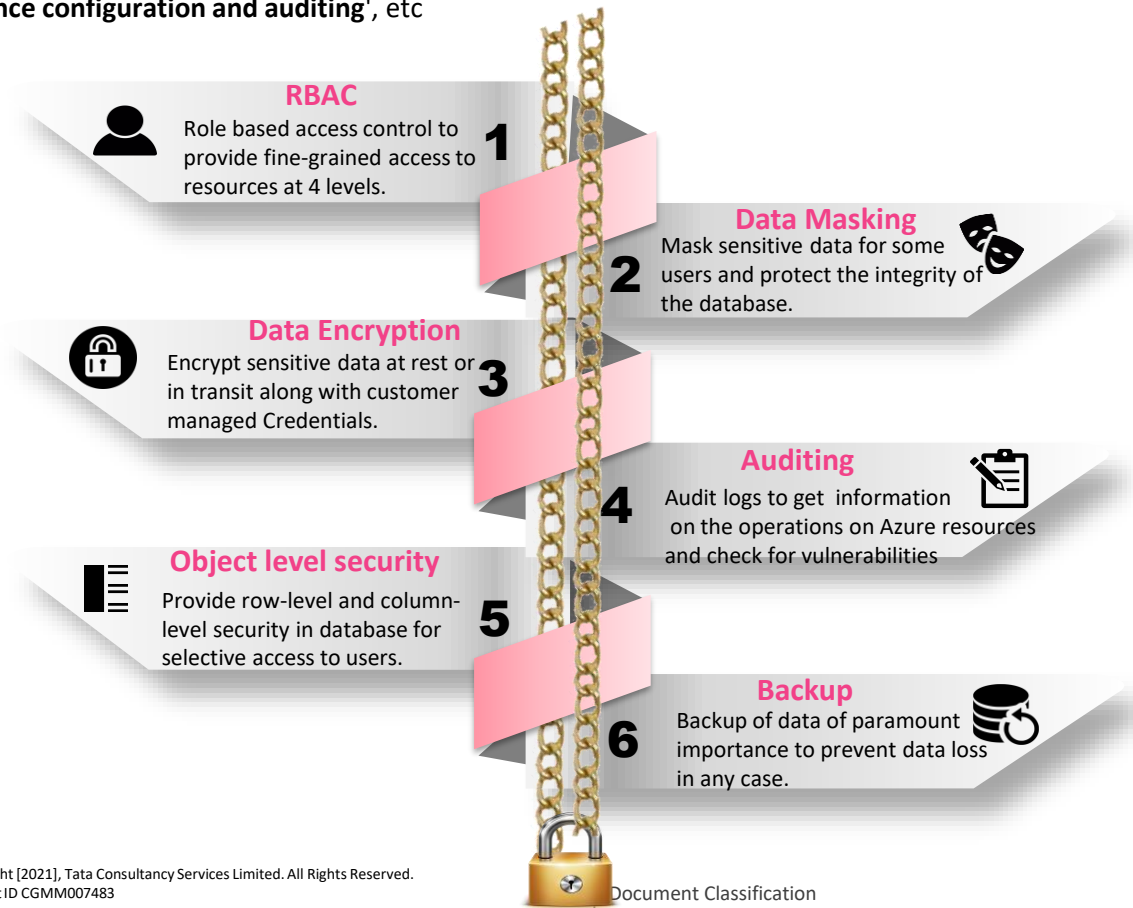 nce configuration and auditing', etc
RBAC
Role based access control to
provide fine-grained access to
resources at 4 levels.
1
Data Masking
Mask sensitive data for some
users and protect the integrity of
the database.
2
Data Encryption
Encrypt sensitive data at rest or
in transit along with customer
managed Credentials.
3
Auditing
Audit logs to get information
on the operations on Azure resources
and check for vulnerabilities
4
Object level security
Provide row-level and column-
level security in database for
selective access to users.
5
Backup
Backup of data of paramount
importance to prevent data loss
in any case.
6
ht [2021], Tata Consultancy Services Limited. All Rights Reserved.
t ID CGMM007483
Document Classification